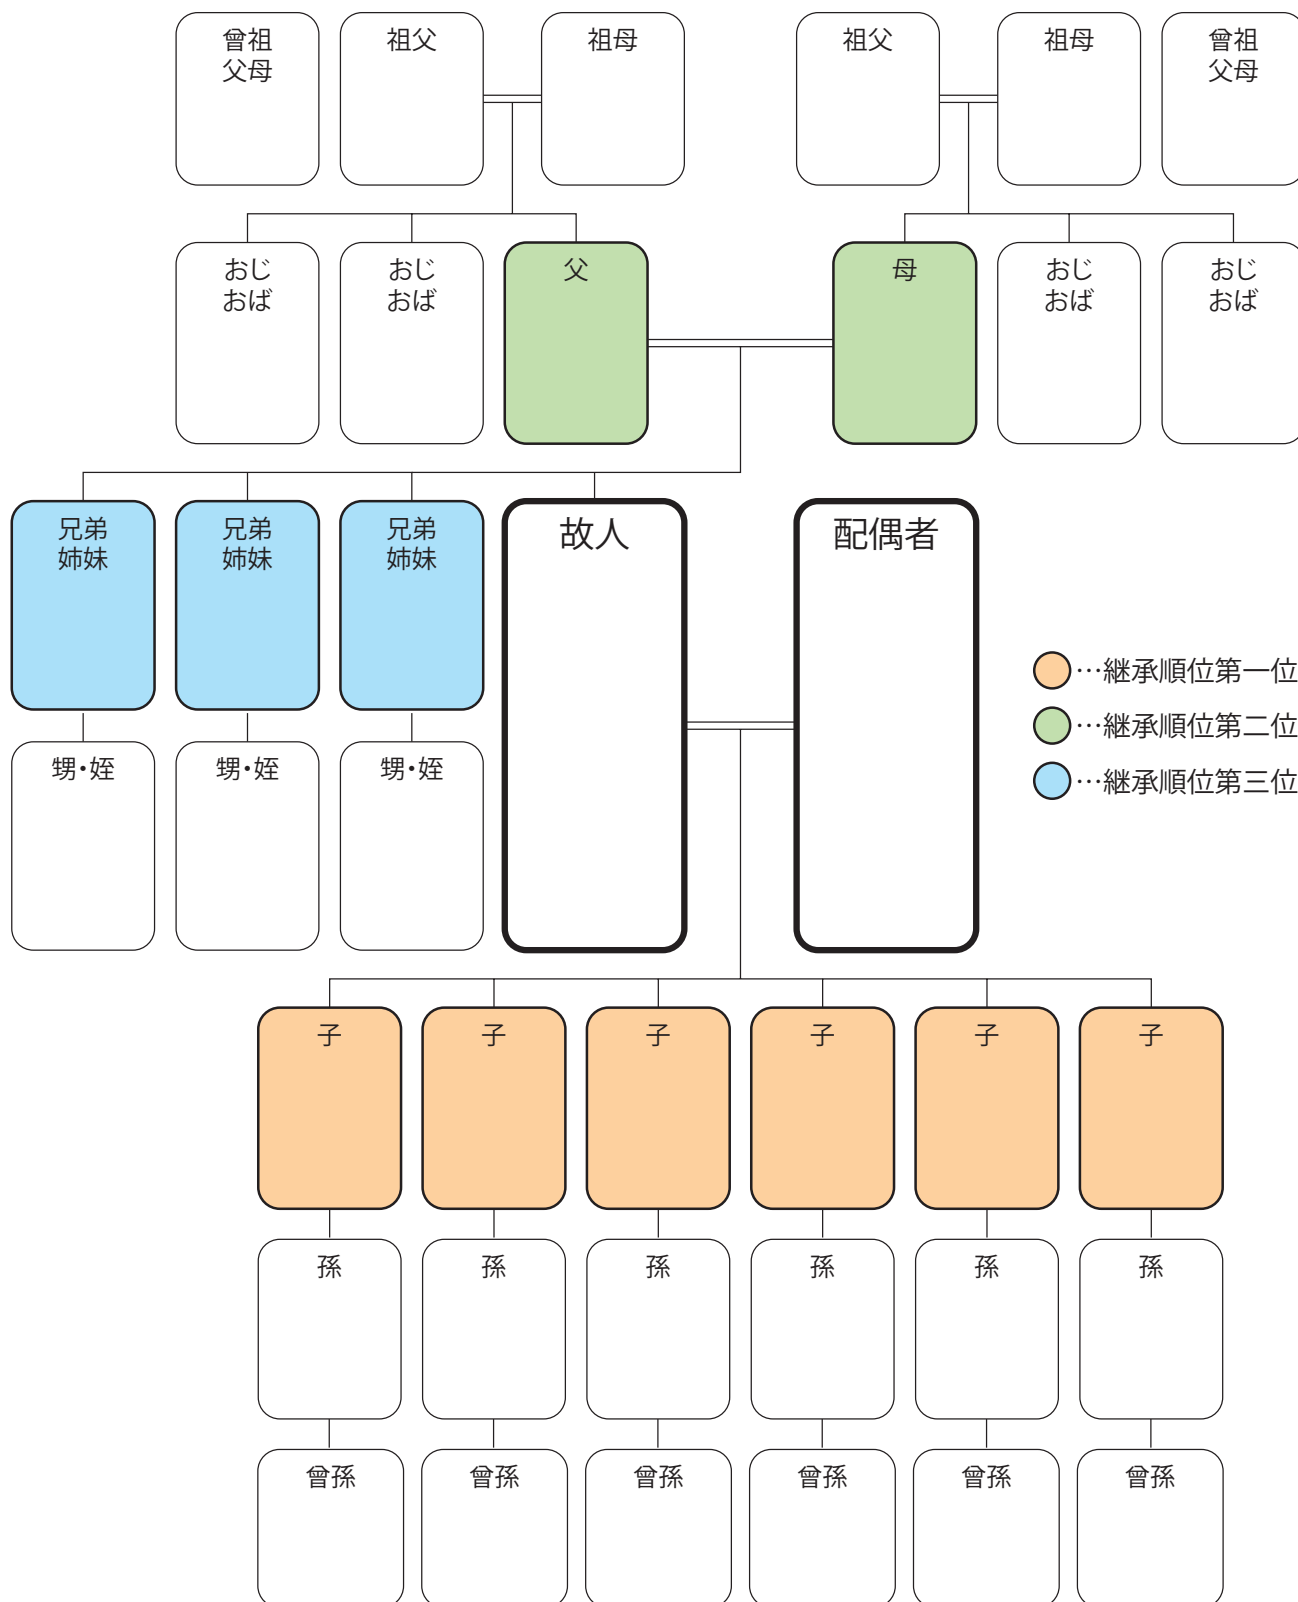 曾祖
父母
祖父
祖母
祖父
祖母
曾祖
父母
おじ
おば
おじ
おば
父
母
おじ
おば
おじ
おば
兄弟
姉妹
兄弟
姉妹
兄弟
姉妹
故人
配偶者
…継承順位第一位
…継承順位第二位
…継承順位第三位
甥・姪
甥・姪
甥・姪
子
子
子
子
子
子
孫
孫
孫
孫
孫
孫
曾孫
曾孫
曾孫
曾孫
曾孫
曾孫